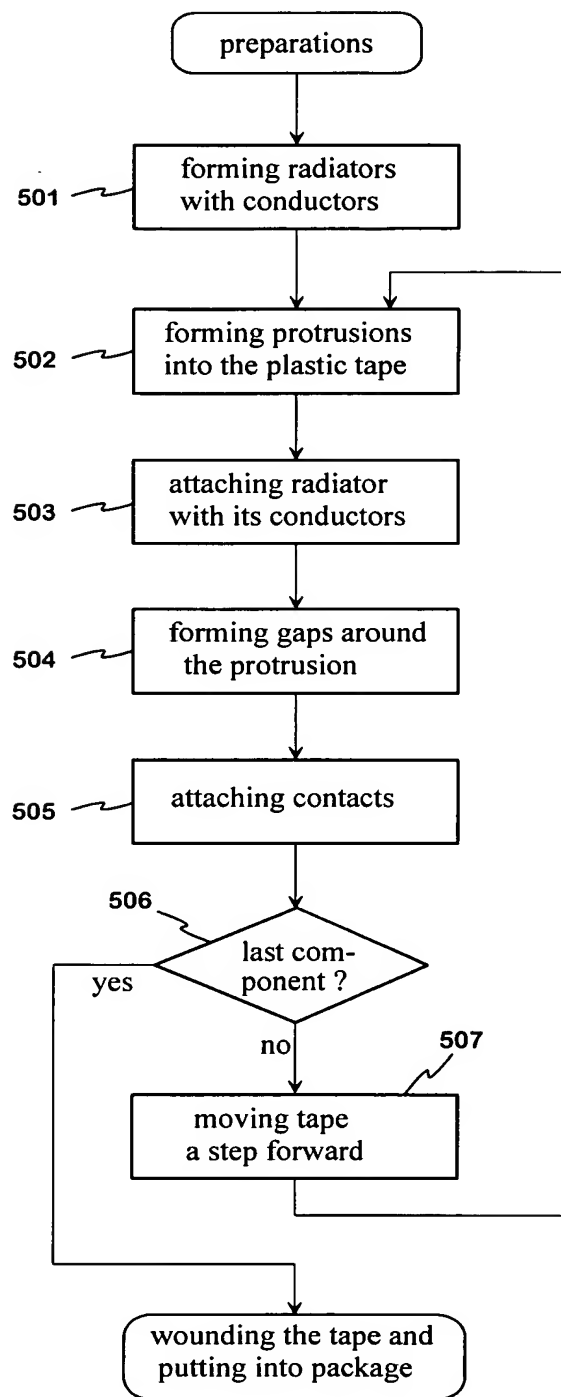 preparations
501
forming radiators
with conductors
502
forming protrusions
into the plastic tape
503
attaching radiator
with its conductors
504
forming gaps around
the protrusion
505
attaching contacts
506
last com-
ponent ?
yes
no
507
moving tape
a step forward
wounding the tape and
putting into package